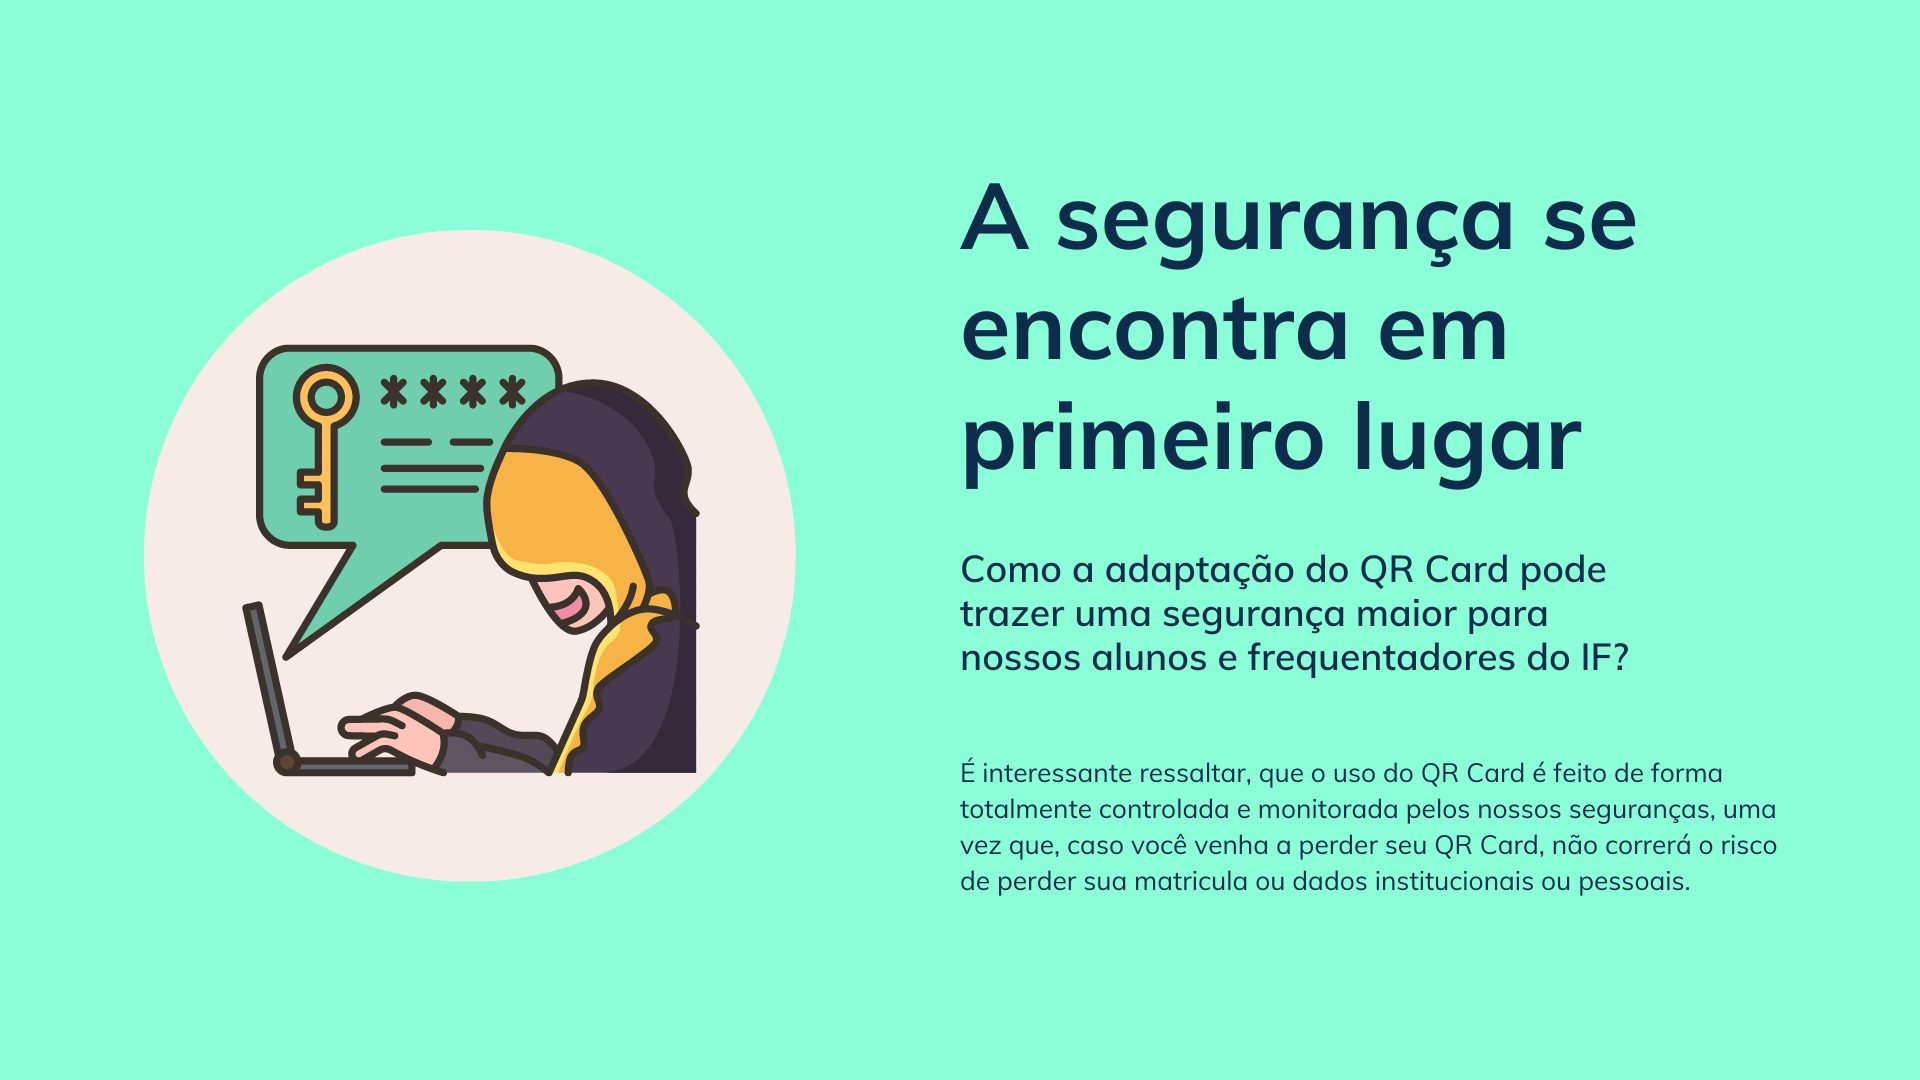 A segurança se
encontra em
primeiro lugar
Como a adaptação do QR Card pode
trazer uma segurança maior para
nossos alunos e frequentadores do IF?
É interessante ressaltar, que o uso do QR Card é feito de forma
totalmente controlada e monitorada pelos nossos seguranças, uma
vez que, caso você venha a perder seu QR Card, não correrá o risco
de perder sua matricula ou dados institucionais ou pessoais.